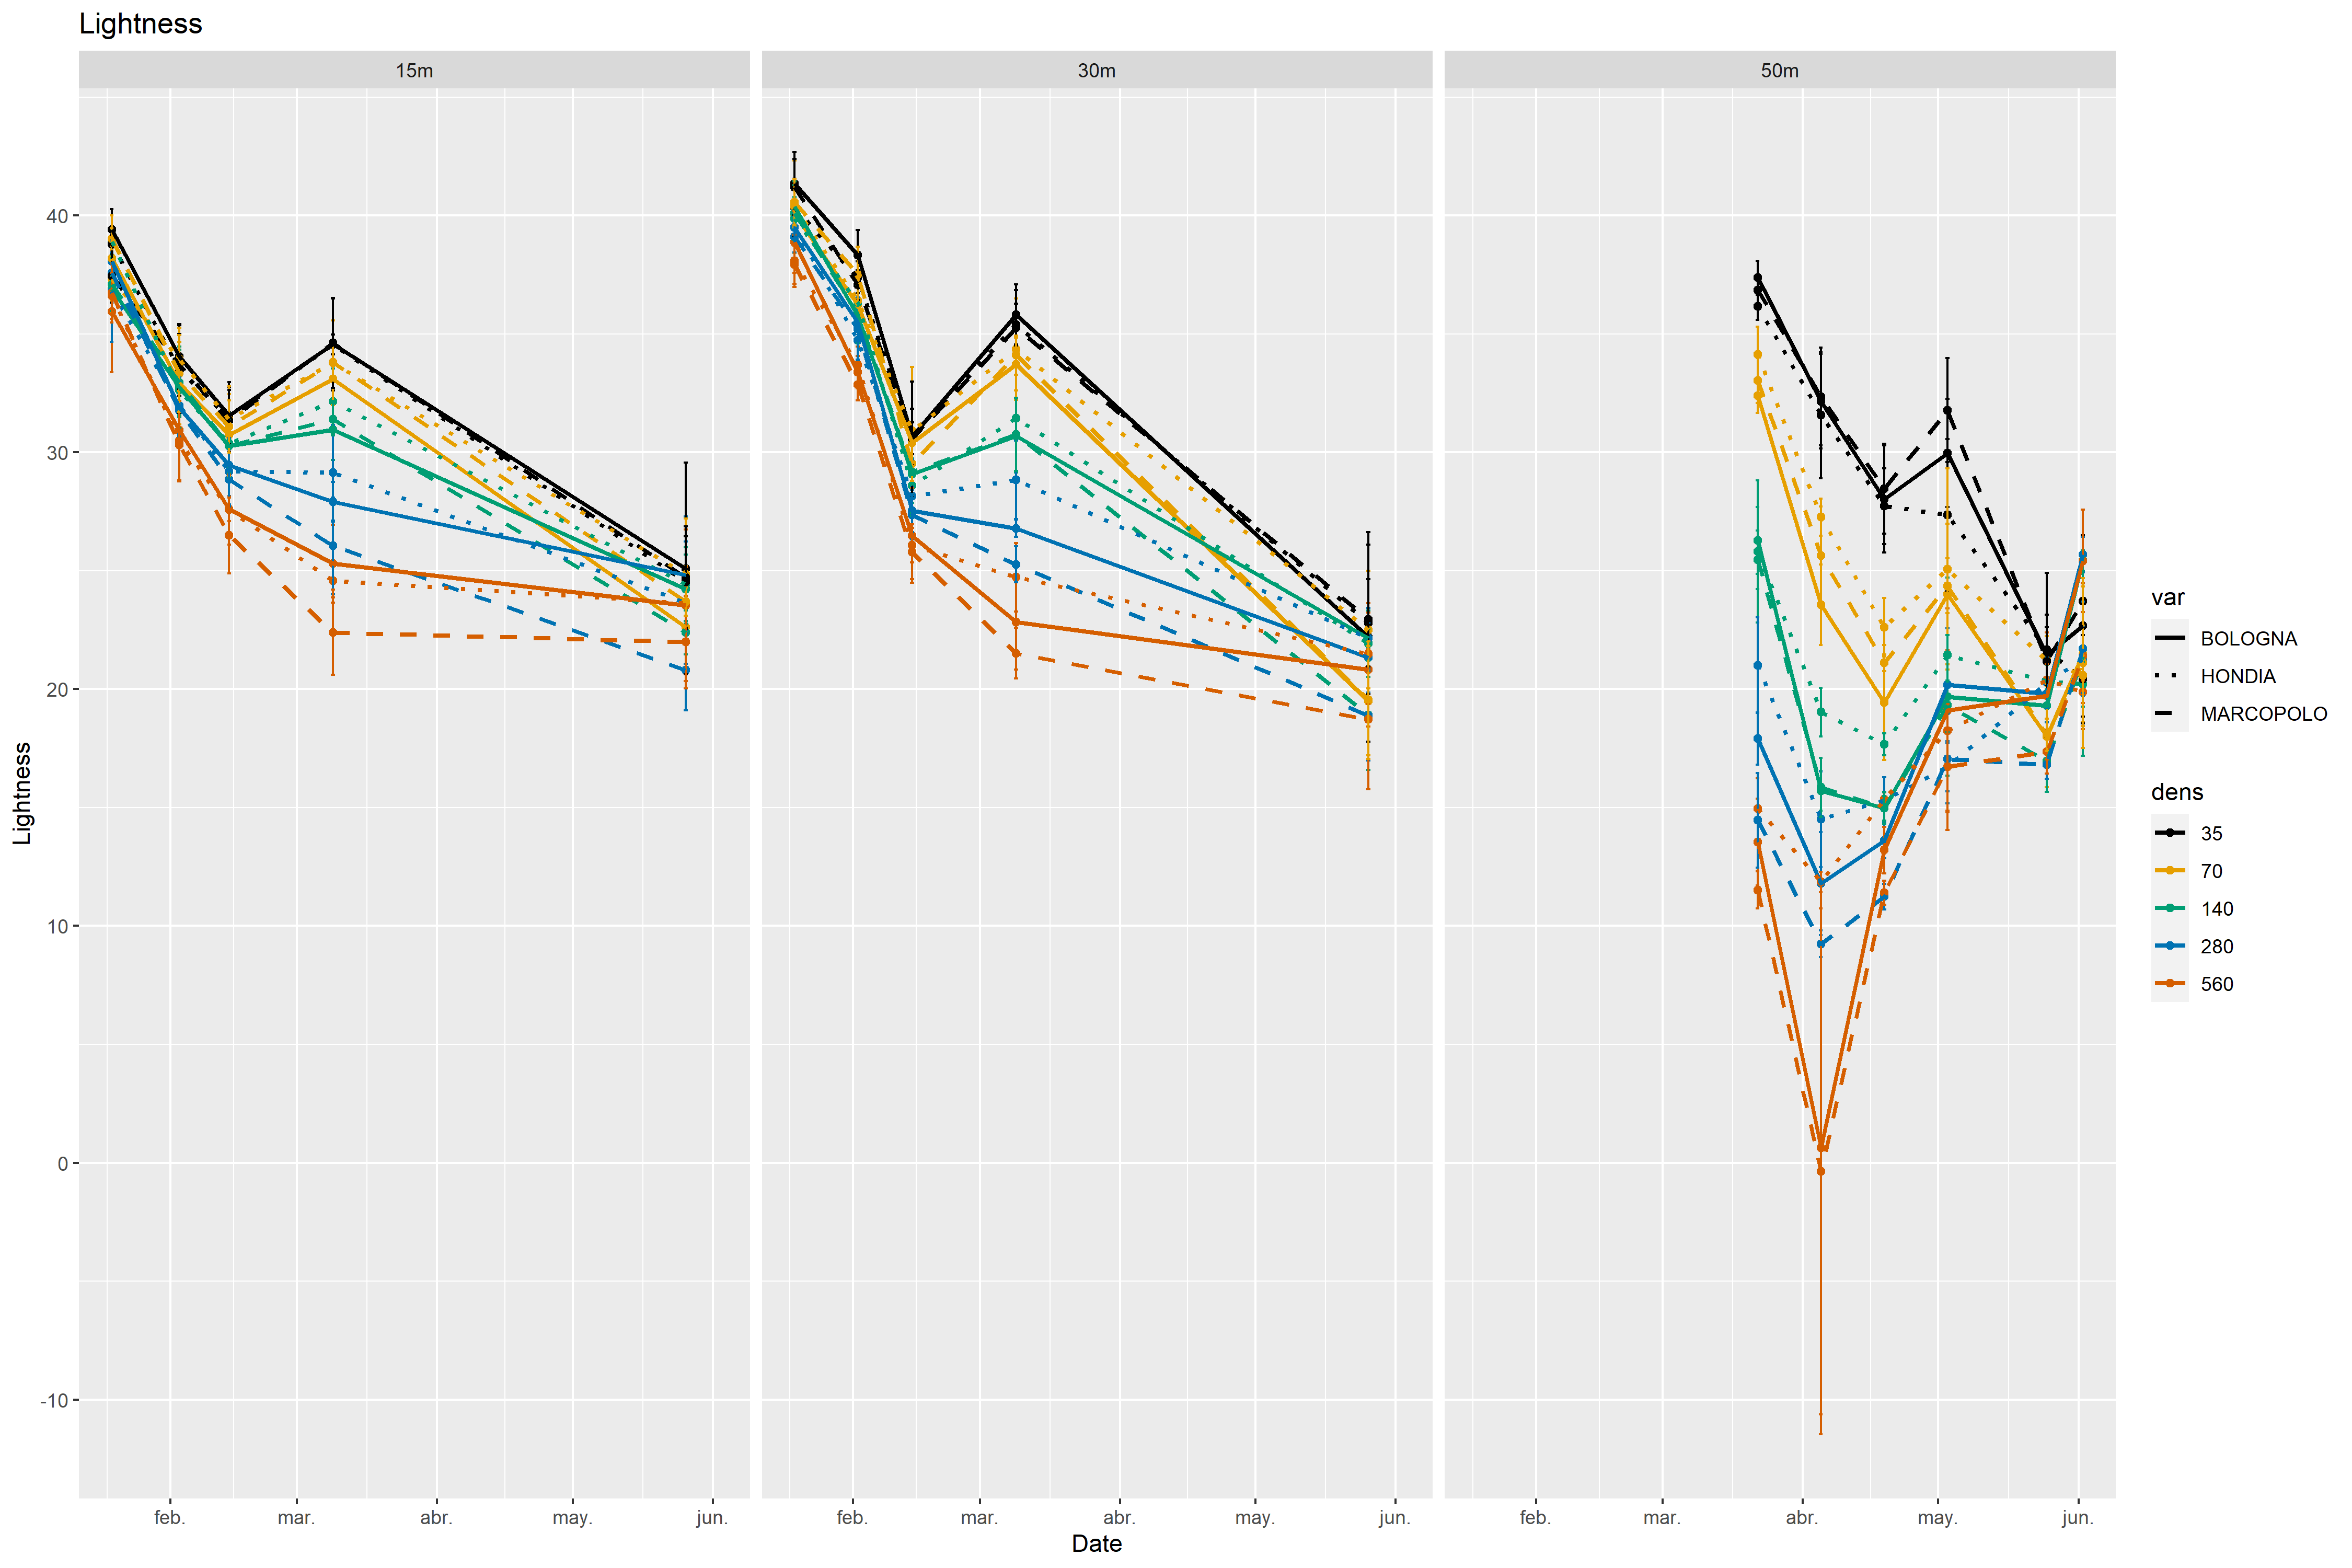 Lightness
15m
30m
50m
Lightness
40
30
20
10
0
-10
feb.
mar.
abr.
may.
jun.
feb.
mar.
abr.
may.
jun.
feb.
mar.
abr.
may.
jun.
Date
var
BOLOGNA
HONDIA
MARCOPOLO
dens
35
70
140
280
560